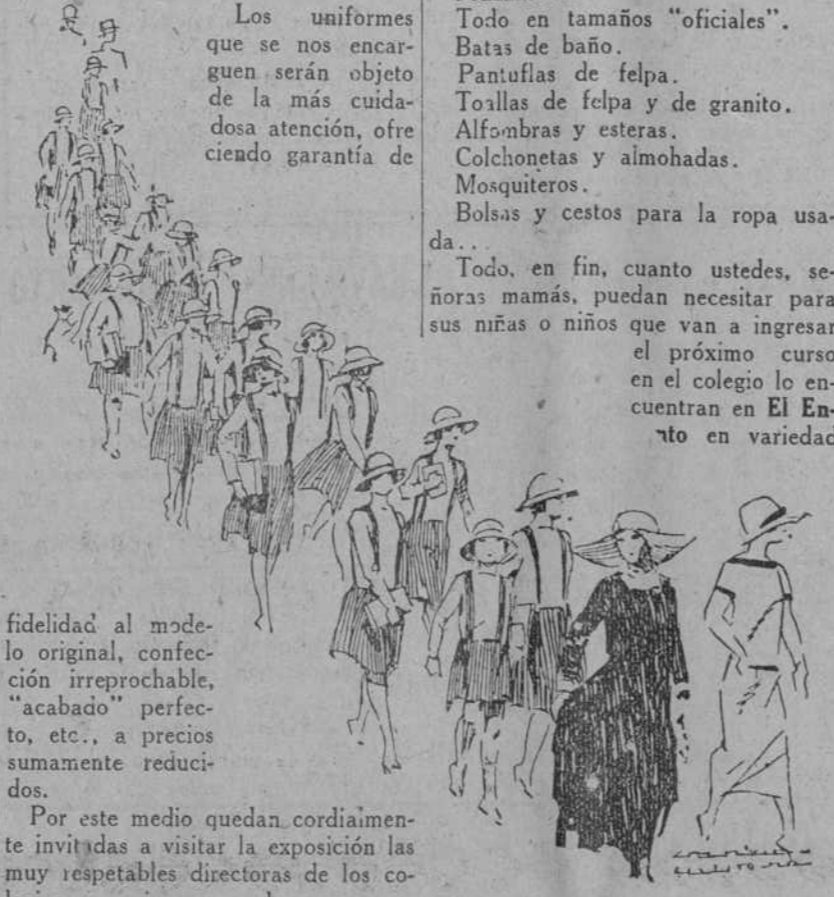 Los uniformes
que se nos encar-
guen serán objeto
de la más cuida-
dosa atención, ofre
ciendo garantía de
fidelidad al mode-
lo original, confec-
ción irreprochable,
“acabado” perfec-
to, etc., a precios
sumamente reduci-
dos.
Por este medio quedan cordialmen-
te invitadas a visitar la exposición las
muy respetables directoras de los co-
Todo en tamaños “oficiales”.
Batas de baño.
Pantuflas de felpa.
Toallas de felpa y de granito.
Alfombras y esteras.
Colchonetas y almohadas.
Mosquiteros.
Bolsas y cestos para la ropa usa-
da...
Todo, en fin, cuanto ustedes, se-
ñoras mamás, puedan necesitar para
sus niñas o niños que van a ingresar
el próximo curso
en el colegio lo en-
cuentran en El En-
nto en variedad